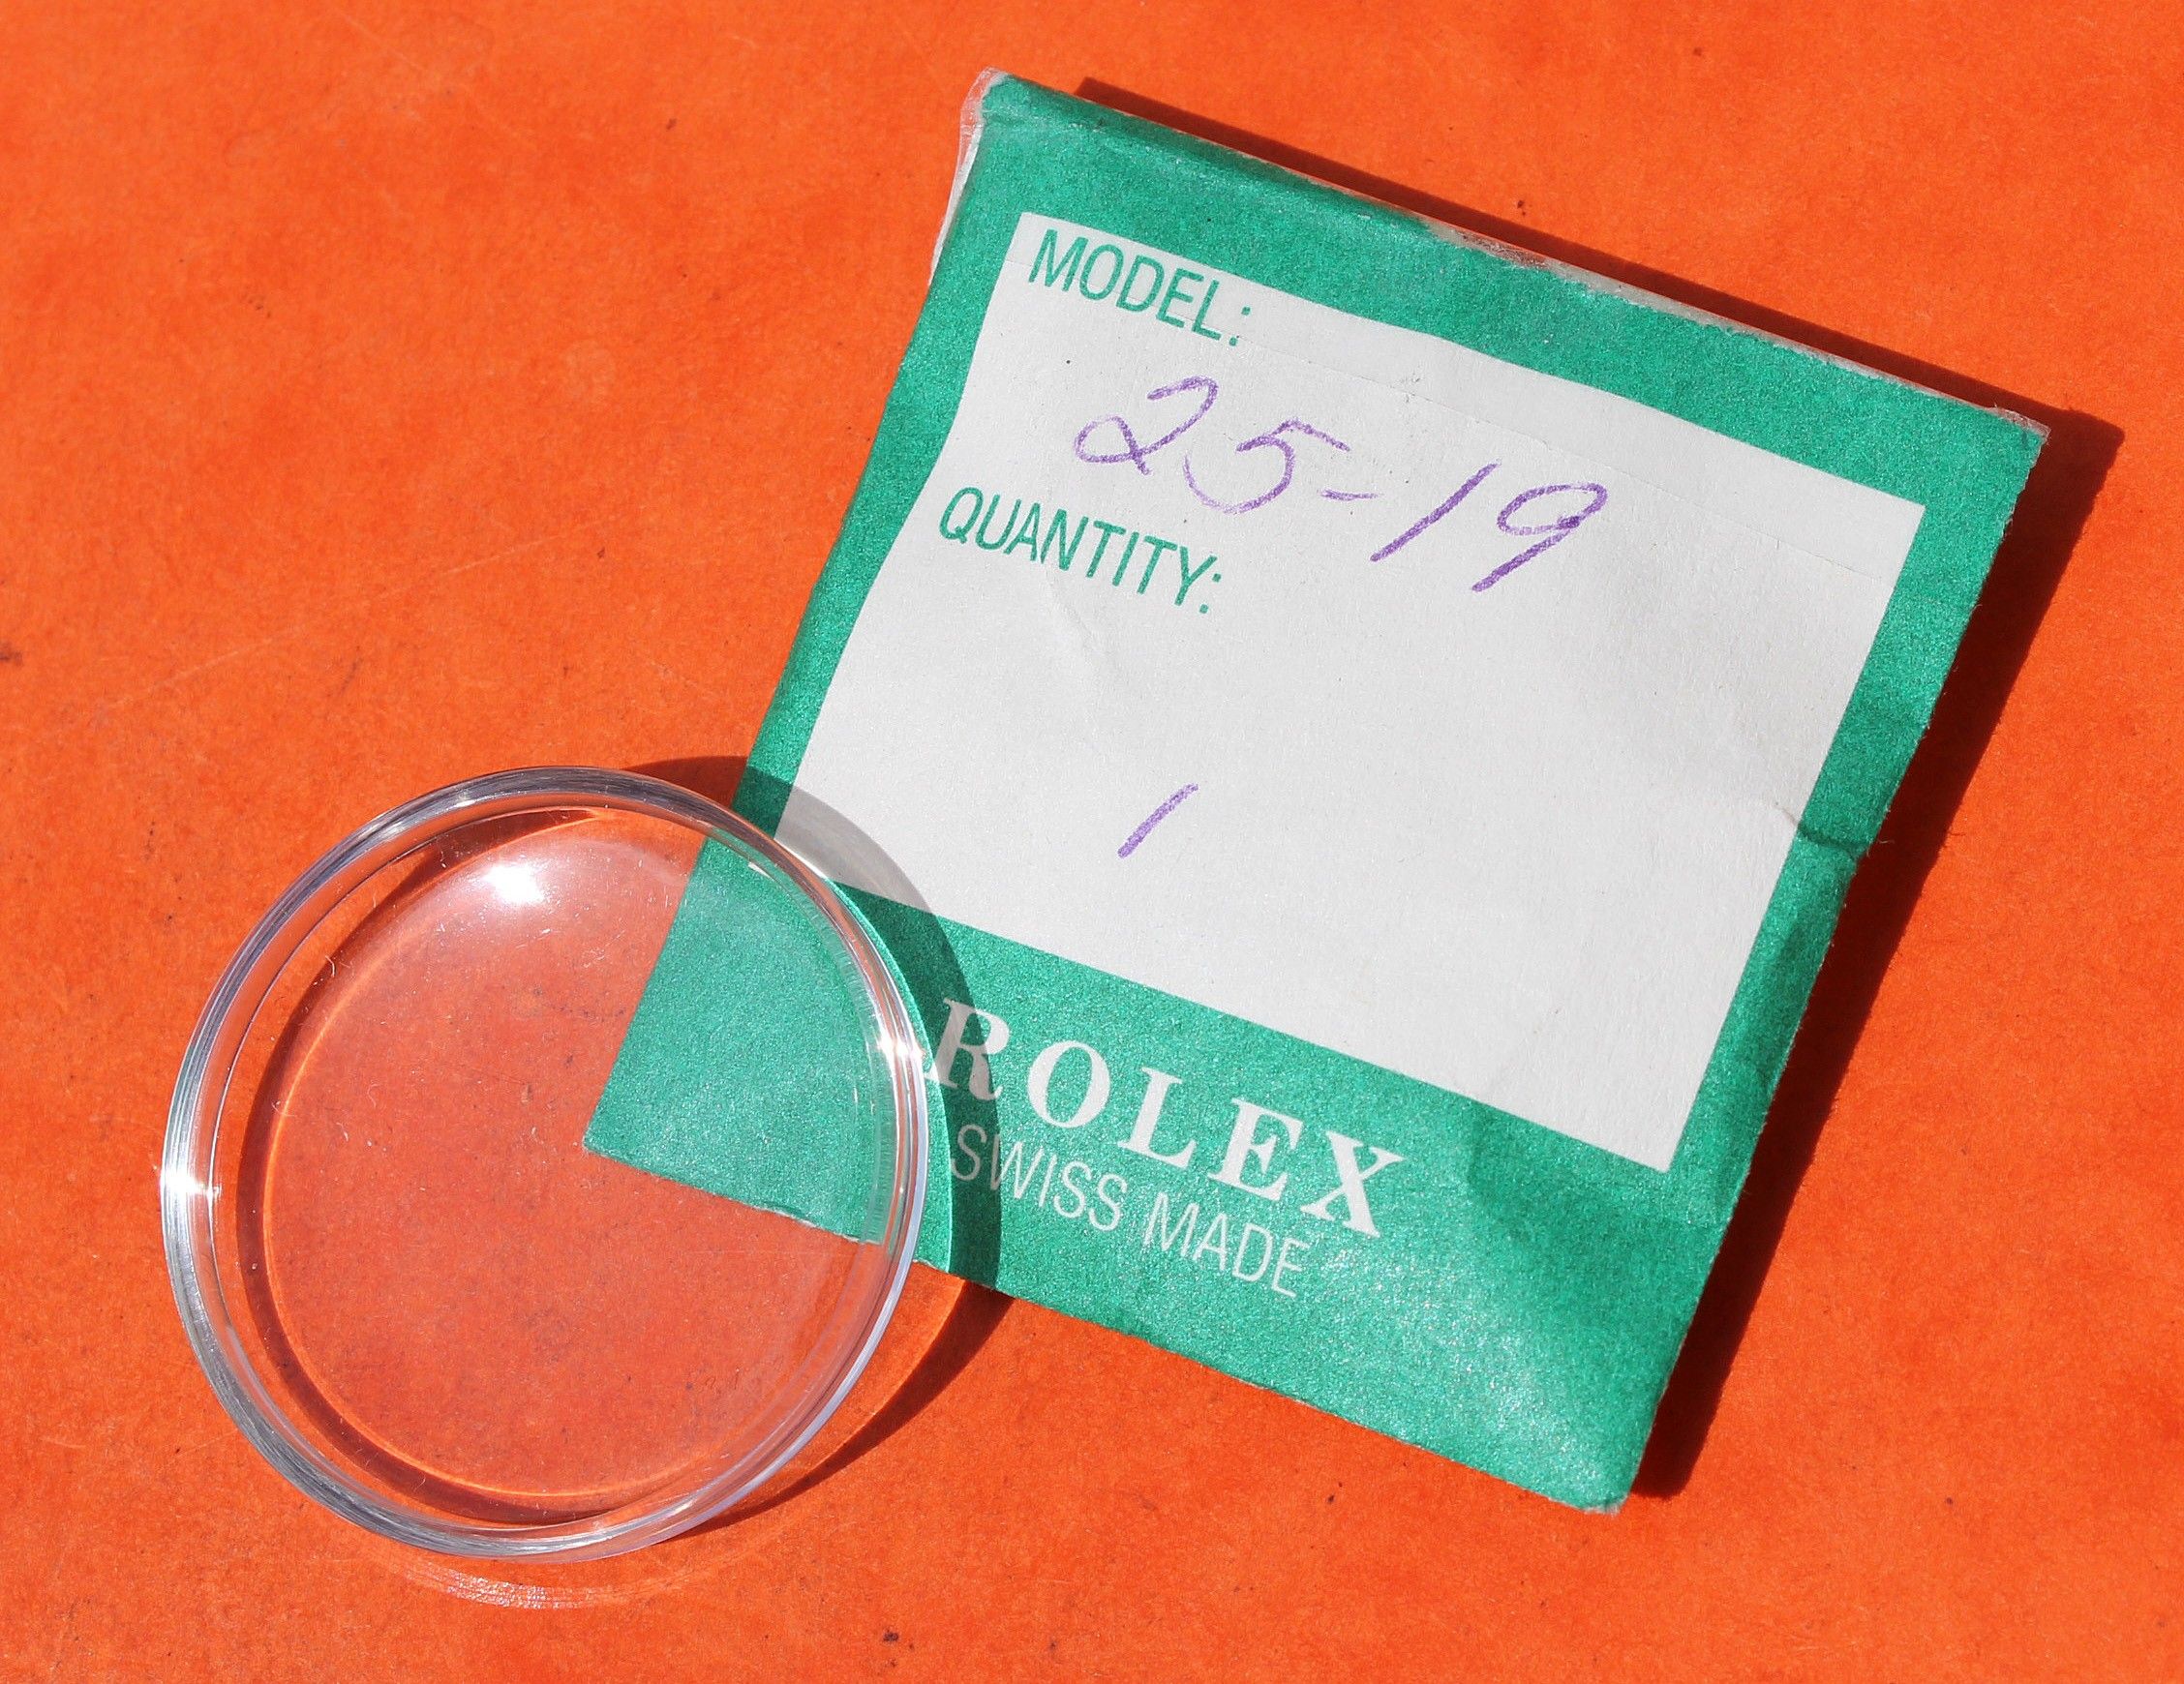 MODEL:
25-19
QUANTITY:
1
ROLEX
SWISS MADE